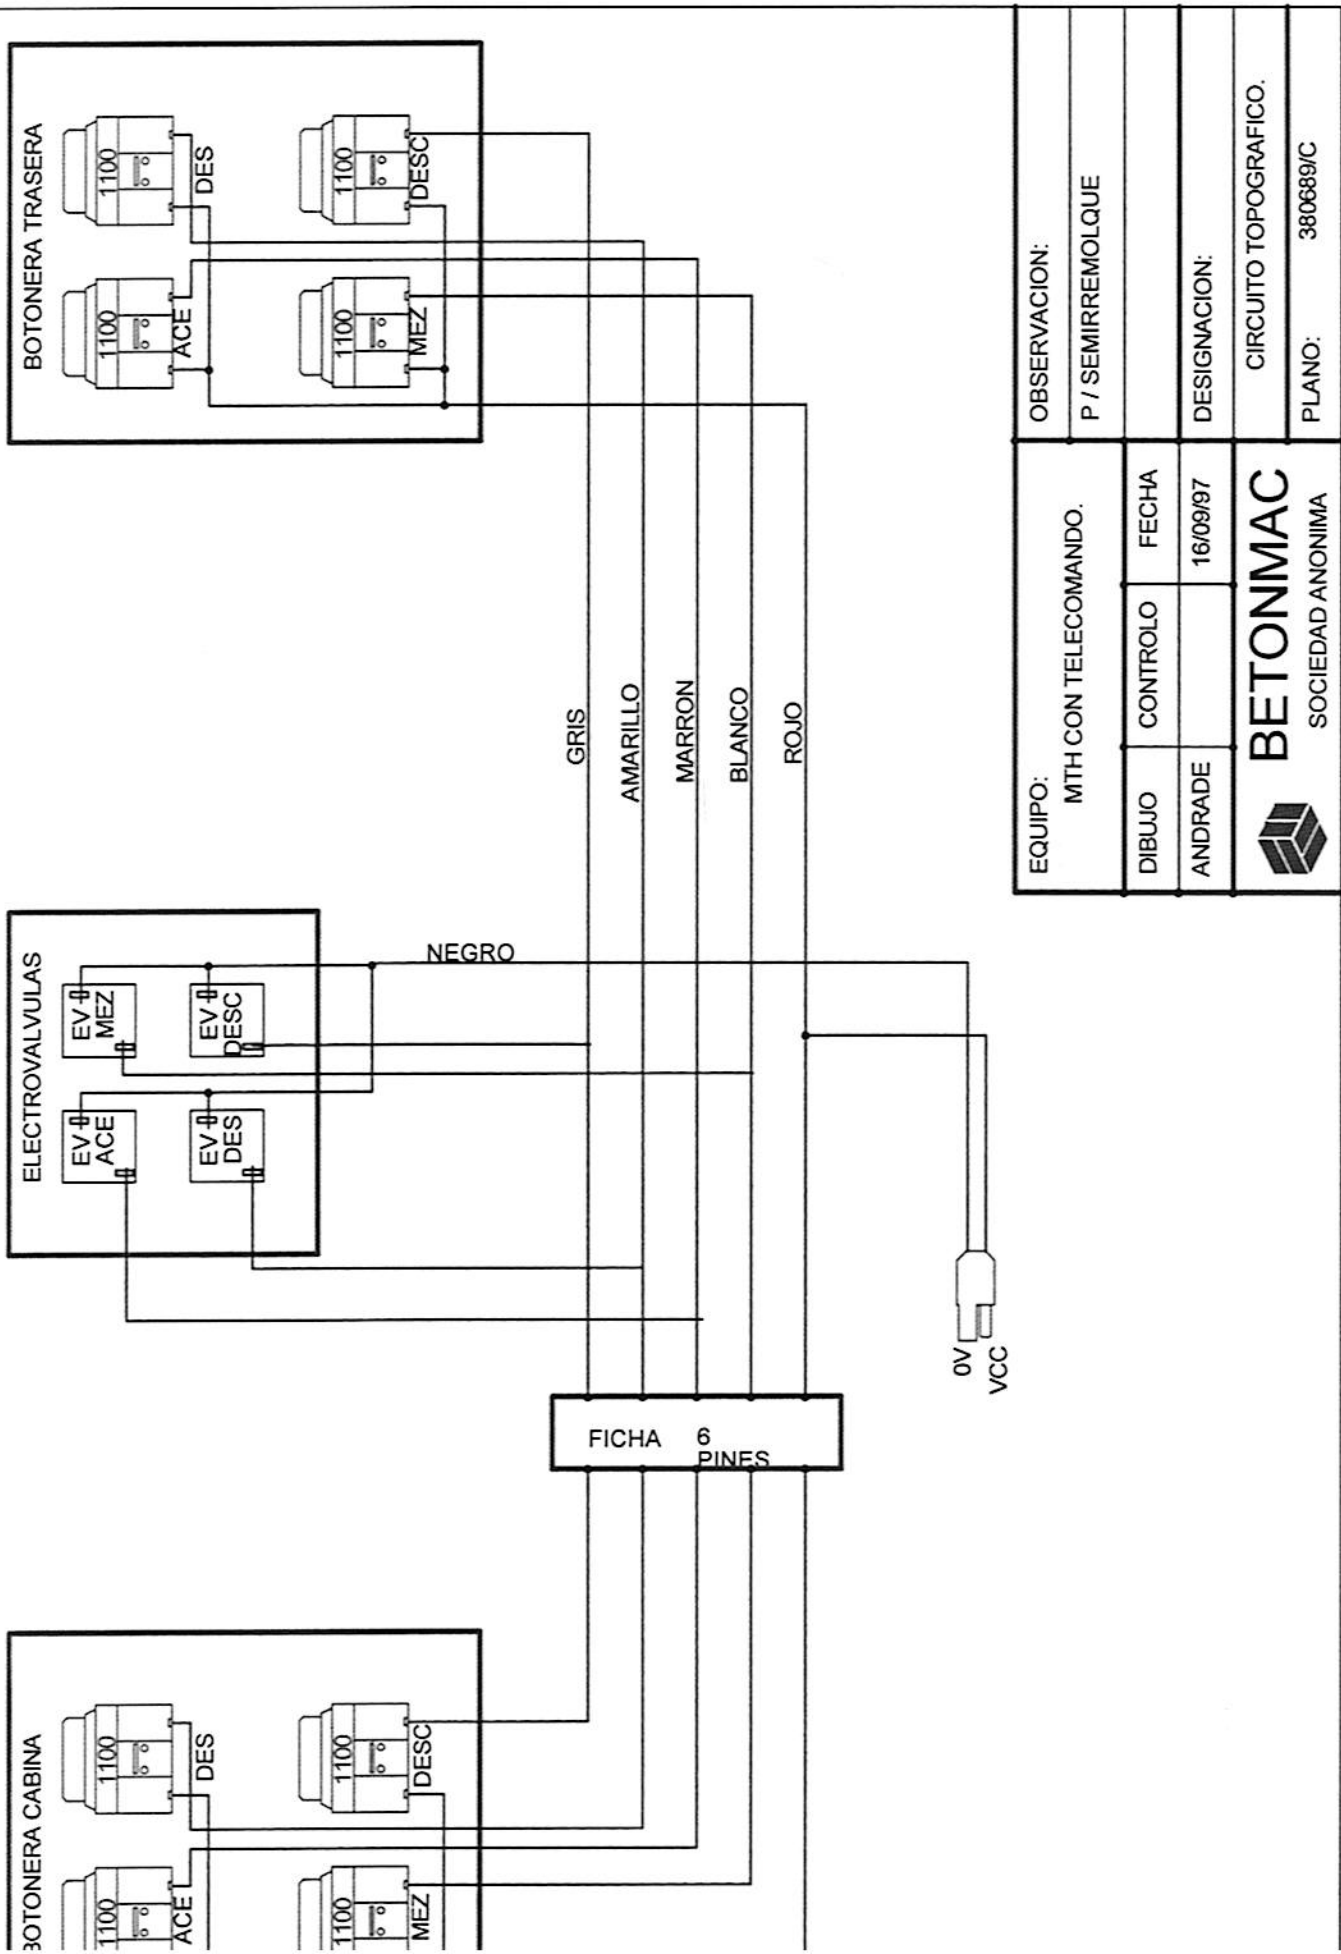 BOTONERA CABINA
1100
DES
1100
ACE
1100
DESC
1100
MEZ
FICHA 6
PINES
ELECTROVALVULAS
EV
MEZ
EV
DESC
EV
ACE
EV
DES
NEGRO
GRIS
AMARILLO
MARRON
BLANCO
ROJO
0V
VCC
BOTONERA TRASERA
1100
DES
1100
ACE
1100
DESC
1100
MEZ
EQUIPO:
MTH CON TELECOMANDO.
OBSERVACION:
P / SEMIRREMOLQUE
DIBUJO CONTROLO FECHA
ANDRADE 16/09/97
DESIGNACION:
CIRCUITO TOPOGRAFICO.
BETONMAC
SOCIEDAD ANONIMA
PLANO: 380689/C